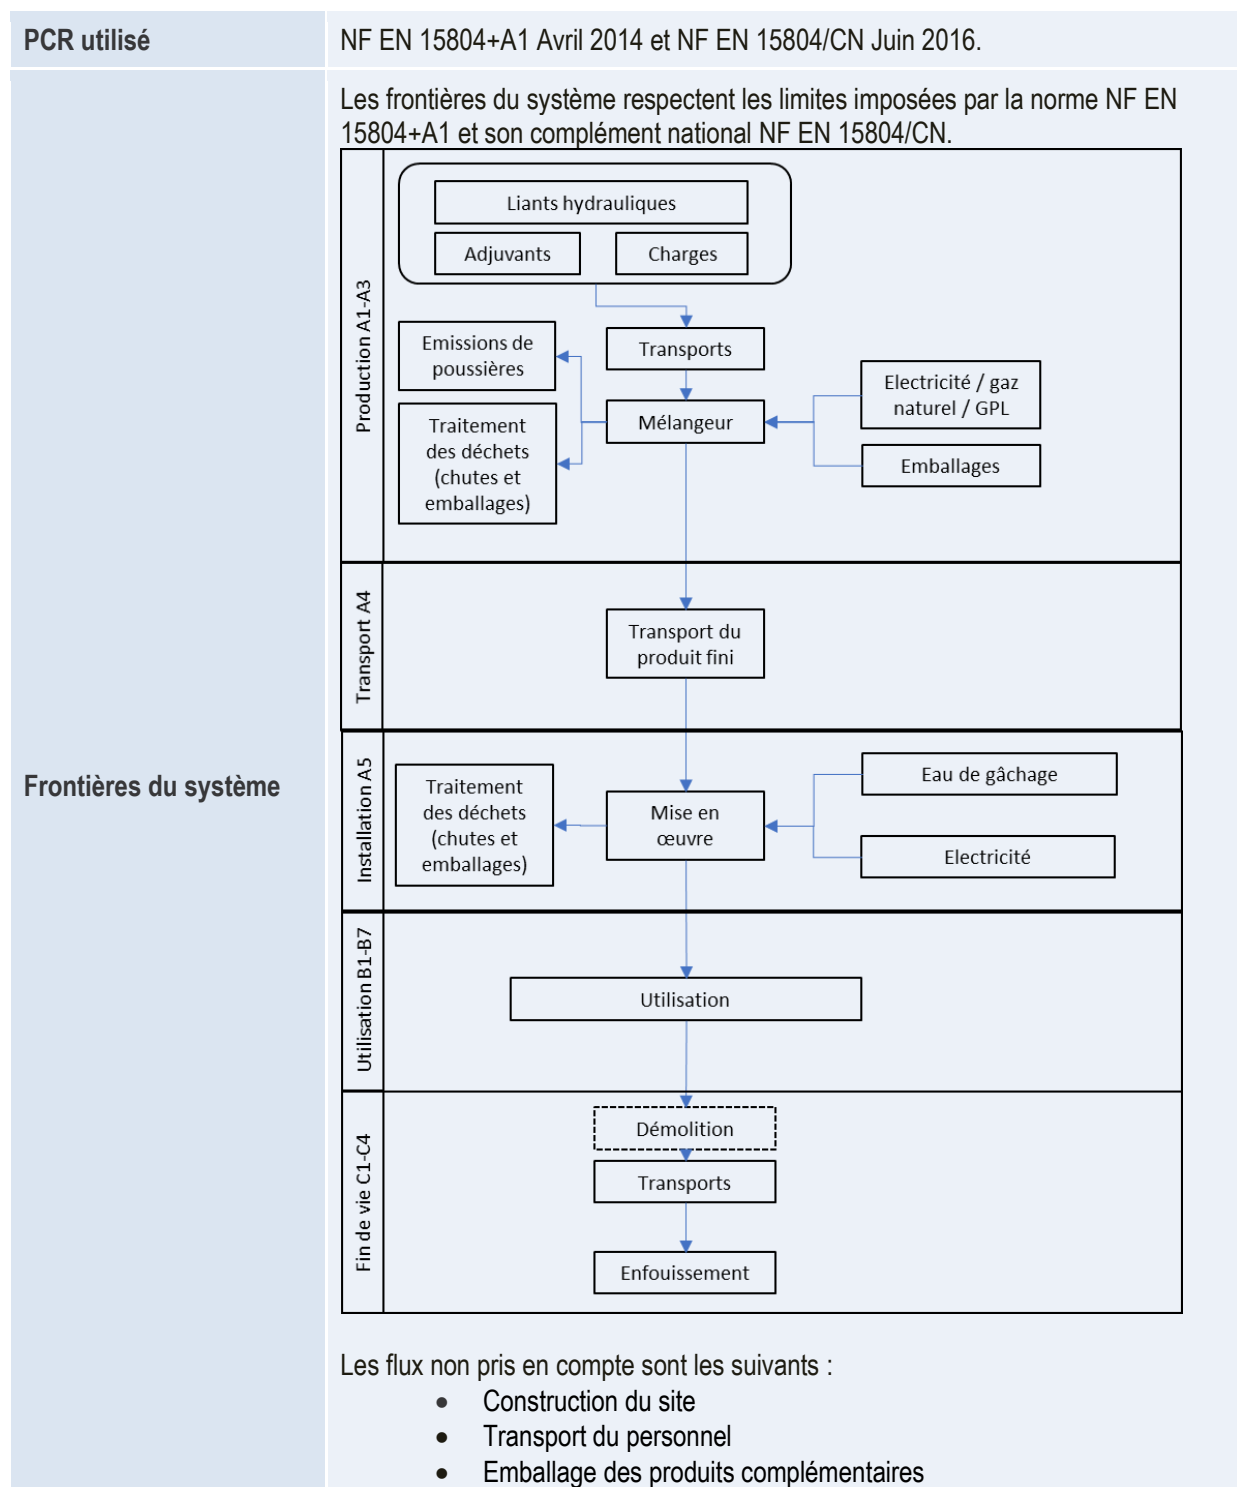 PCR utilisé
NF EN 15804+A1 Avril 2014 et NF EN 15804/CN Juin 2016.
Frontières du système
Les frontières du système respectent les limites imposées par la norme NF EN
15804+A1 et son complément national NF EN 15804/CN.
Production A1-A3
Liants hydrauliques
Adjuvants
Charges
Transports
Emissions de
poussières
Mélangeur
Electricité / gaz
naturel / GPL
Traitement
des déchets
(chutes et
emballages)
Emballages
Transport A4
Transport du
produit fini
Installation A5
Traitement
des déchets
(chutes et
emballages)
Mise en
œuvre
Eau de gâchage
Electricité
Utilisation B1-B7
Utilisation
Fin de vie C1-C4
Démolition
Transports
Enfouissement
Les flux non pris en compte sont les suivants :
• Construction du site
• Transport du personnel
• Emballage des produits complémentaires